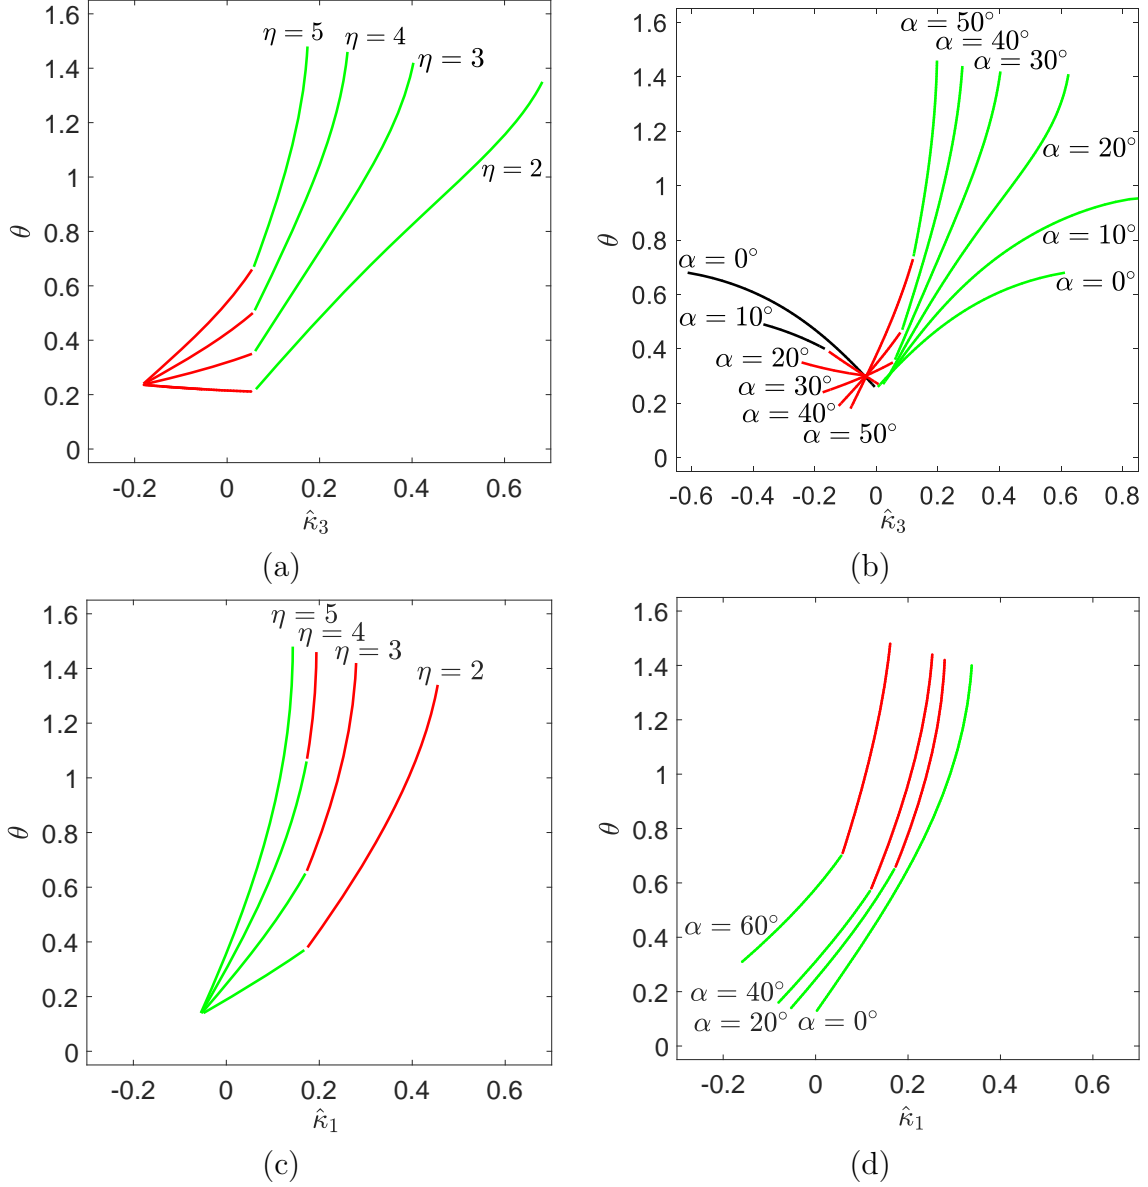 η = 5
η = 4
η = 3
η = 2
1.6
1.4
1.2
1
0.8
0.6
0.4
0.2
0
θ
-0.2
0
0.2
0.4
0.6
κ̂₃
(a)
α = 50°
α = 40°
α = 30°
α = 20°
α = 10°
α = 0°
α = 0°
α = 10°
α = 20°
α = 30°
α = 40°
α = 50°
1.6
1.4
1.2
1
0.8
0.6
0.4
0.2
0
θ
-0.6
-0.4
-0.2
0
0.2
0.4
0.6
0.8
κ̂₃
(b)
η = 5
η = 4
η = 3
η = 2
1.6
1.4
1.2
1
0.8
0.6
0.4
0.2
0
θ
-0.2
0
0.2
0.4
0.6
κ̂₁
(c)
1.6
1.4
1.2
1
0.8
0.6
0.4
0.2
0
θ
α = 60°
α = 40°
α = 20°
α = 0°
-0.2
0
0.2
0.4
0.6
κ̂₁
(d)